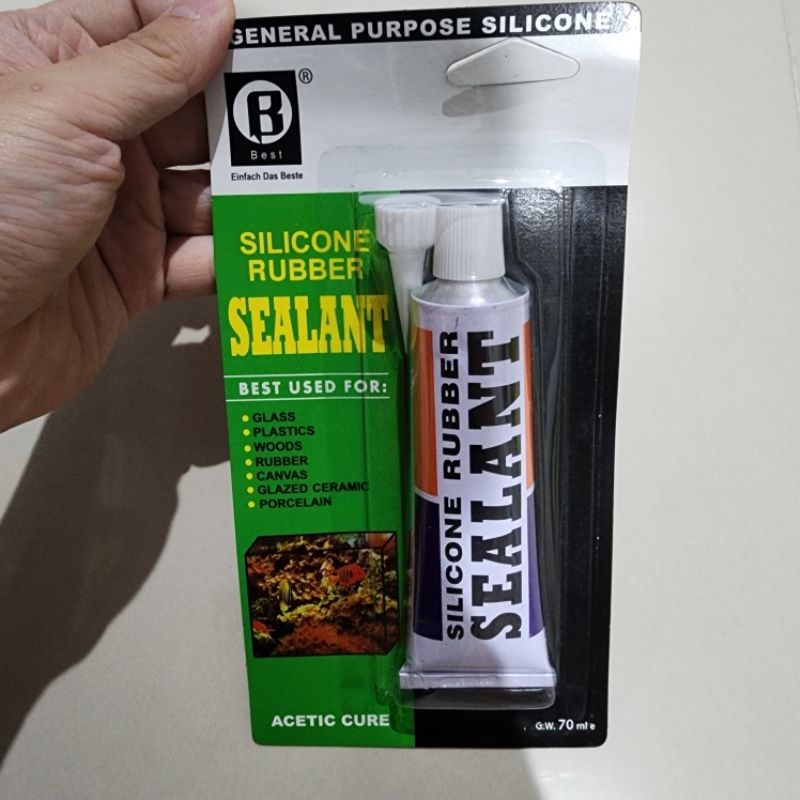 GENERAL PURPOSE SILICONE
B ®
Best
Einfach Das Beste
SILICONE
RUBBER
SEALANT
BEST USED FOR:
GLASS
PLASTICS
WOODS
RUBBER
CANVAS
GLAZED CERAMIC
PORCELAIN
ACETIC CURE
SILICONE RUBBER
SEALANT
G.W. 70 ml e